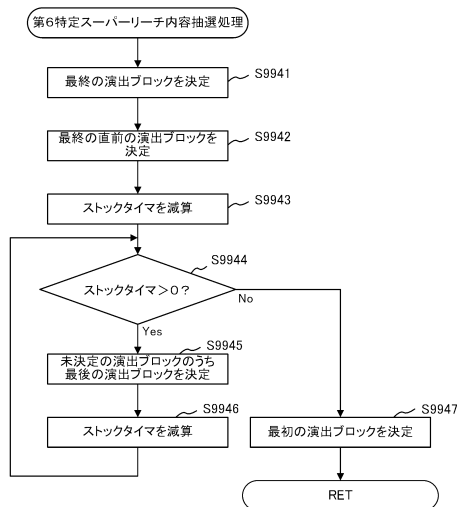 第6特定スーパーリーチ内容抽選処理
最終の演出ブロックを決定
S9941
最終の直前の演出ブロックを
決定
S9942
ストックタイマを減算
S9943
ストックタイマ>0?
S9944
No
Yes
未決定の演出ブロックのうち
最後の演出ブロックを決定
S9945
ストックタイマを減算
S9946
最初の演出ブロックを決定
S9947
RET